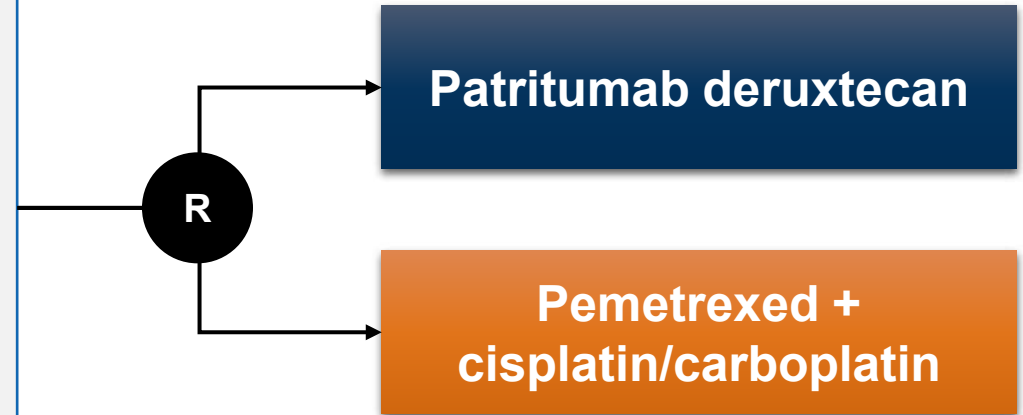 Patritumab deruxtecan
R
Pemetrexed +
cisplatin/carboplatin